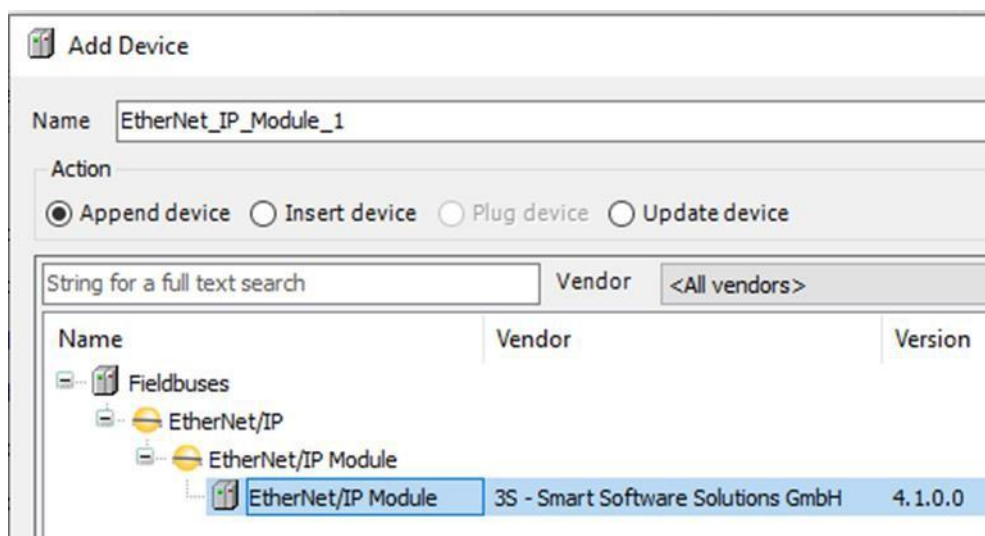 Add Device
Name EtherNet_IP_Module_1
Action
Append device Insert device Plug device Update device
String for a full text search Vendor <All vendors>
Name Vendor Version
Fieldbuses
EtherNet/IP
EtherNet/IP Module
EtherNet/IP Module 3S - Smart Software Solutions GmbH 4.1.0.0